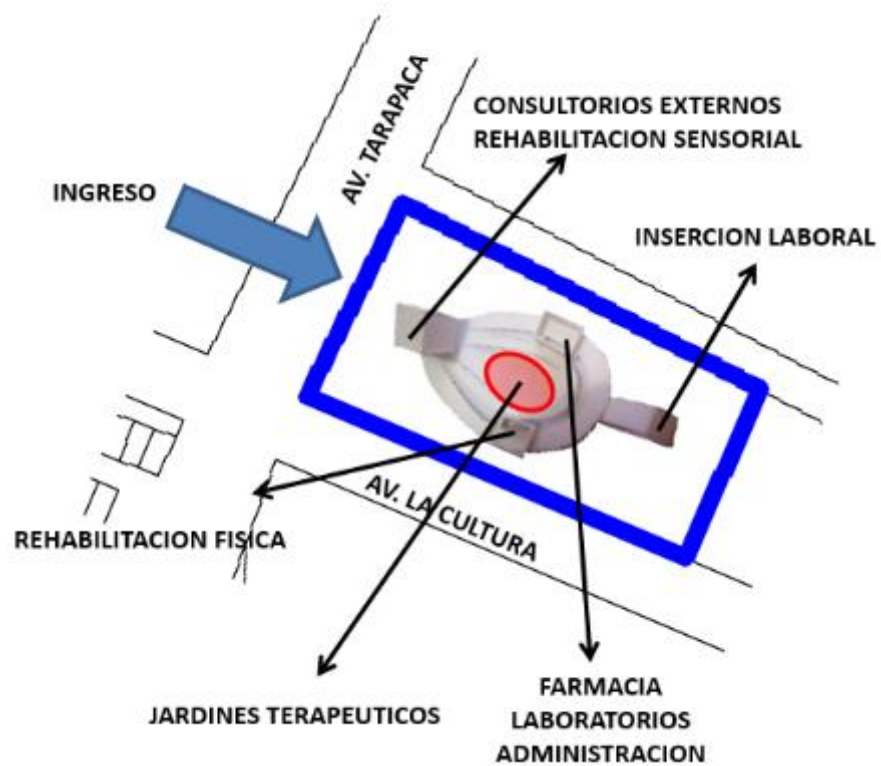 AV. TARAPACA
CONSULTORIOS EXTERNOS
REHABILITACION SENSORIAL
INGRESO
INSERCION LABORAL
AV. LA CULTURA
REHABILITACION FISICA
JARDINES TERAPEUTICOS
FARMACIA
LABORATORIOS
ADMINISTRACION